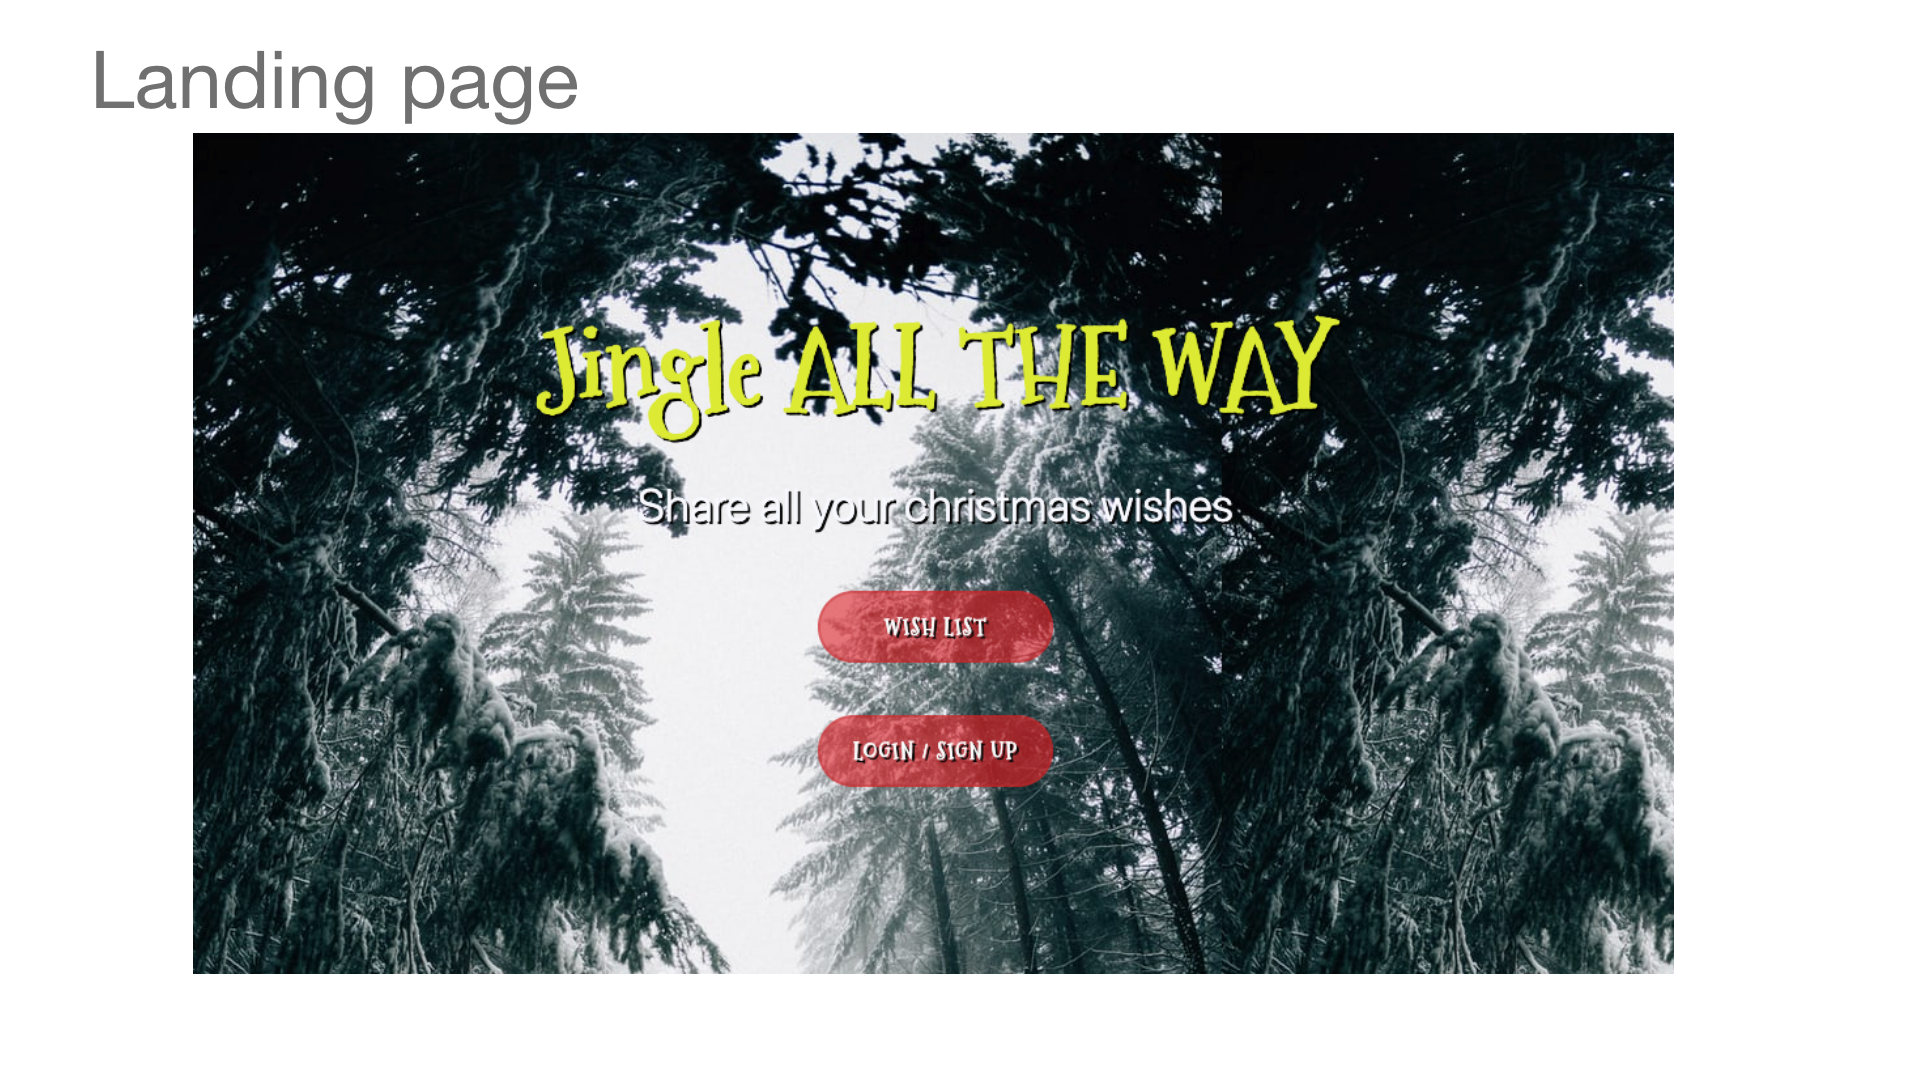 Landing page
Jingle ALL THE WAY
Share all your christmas wishes
WISH LIST
LOGIN / SIGN UP